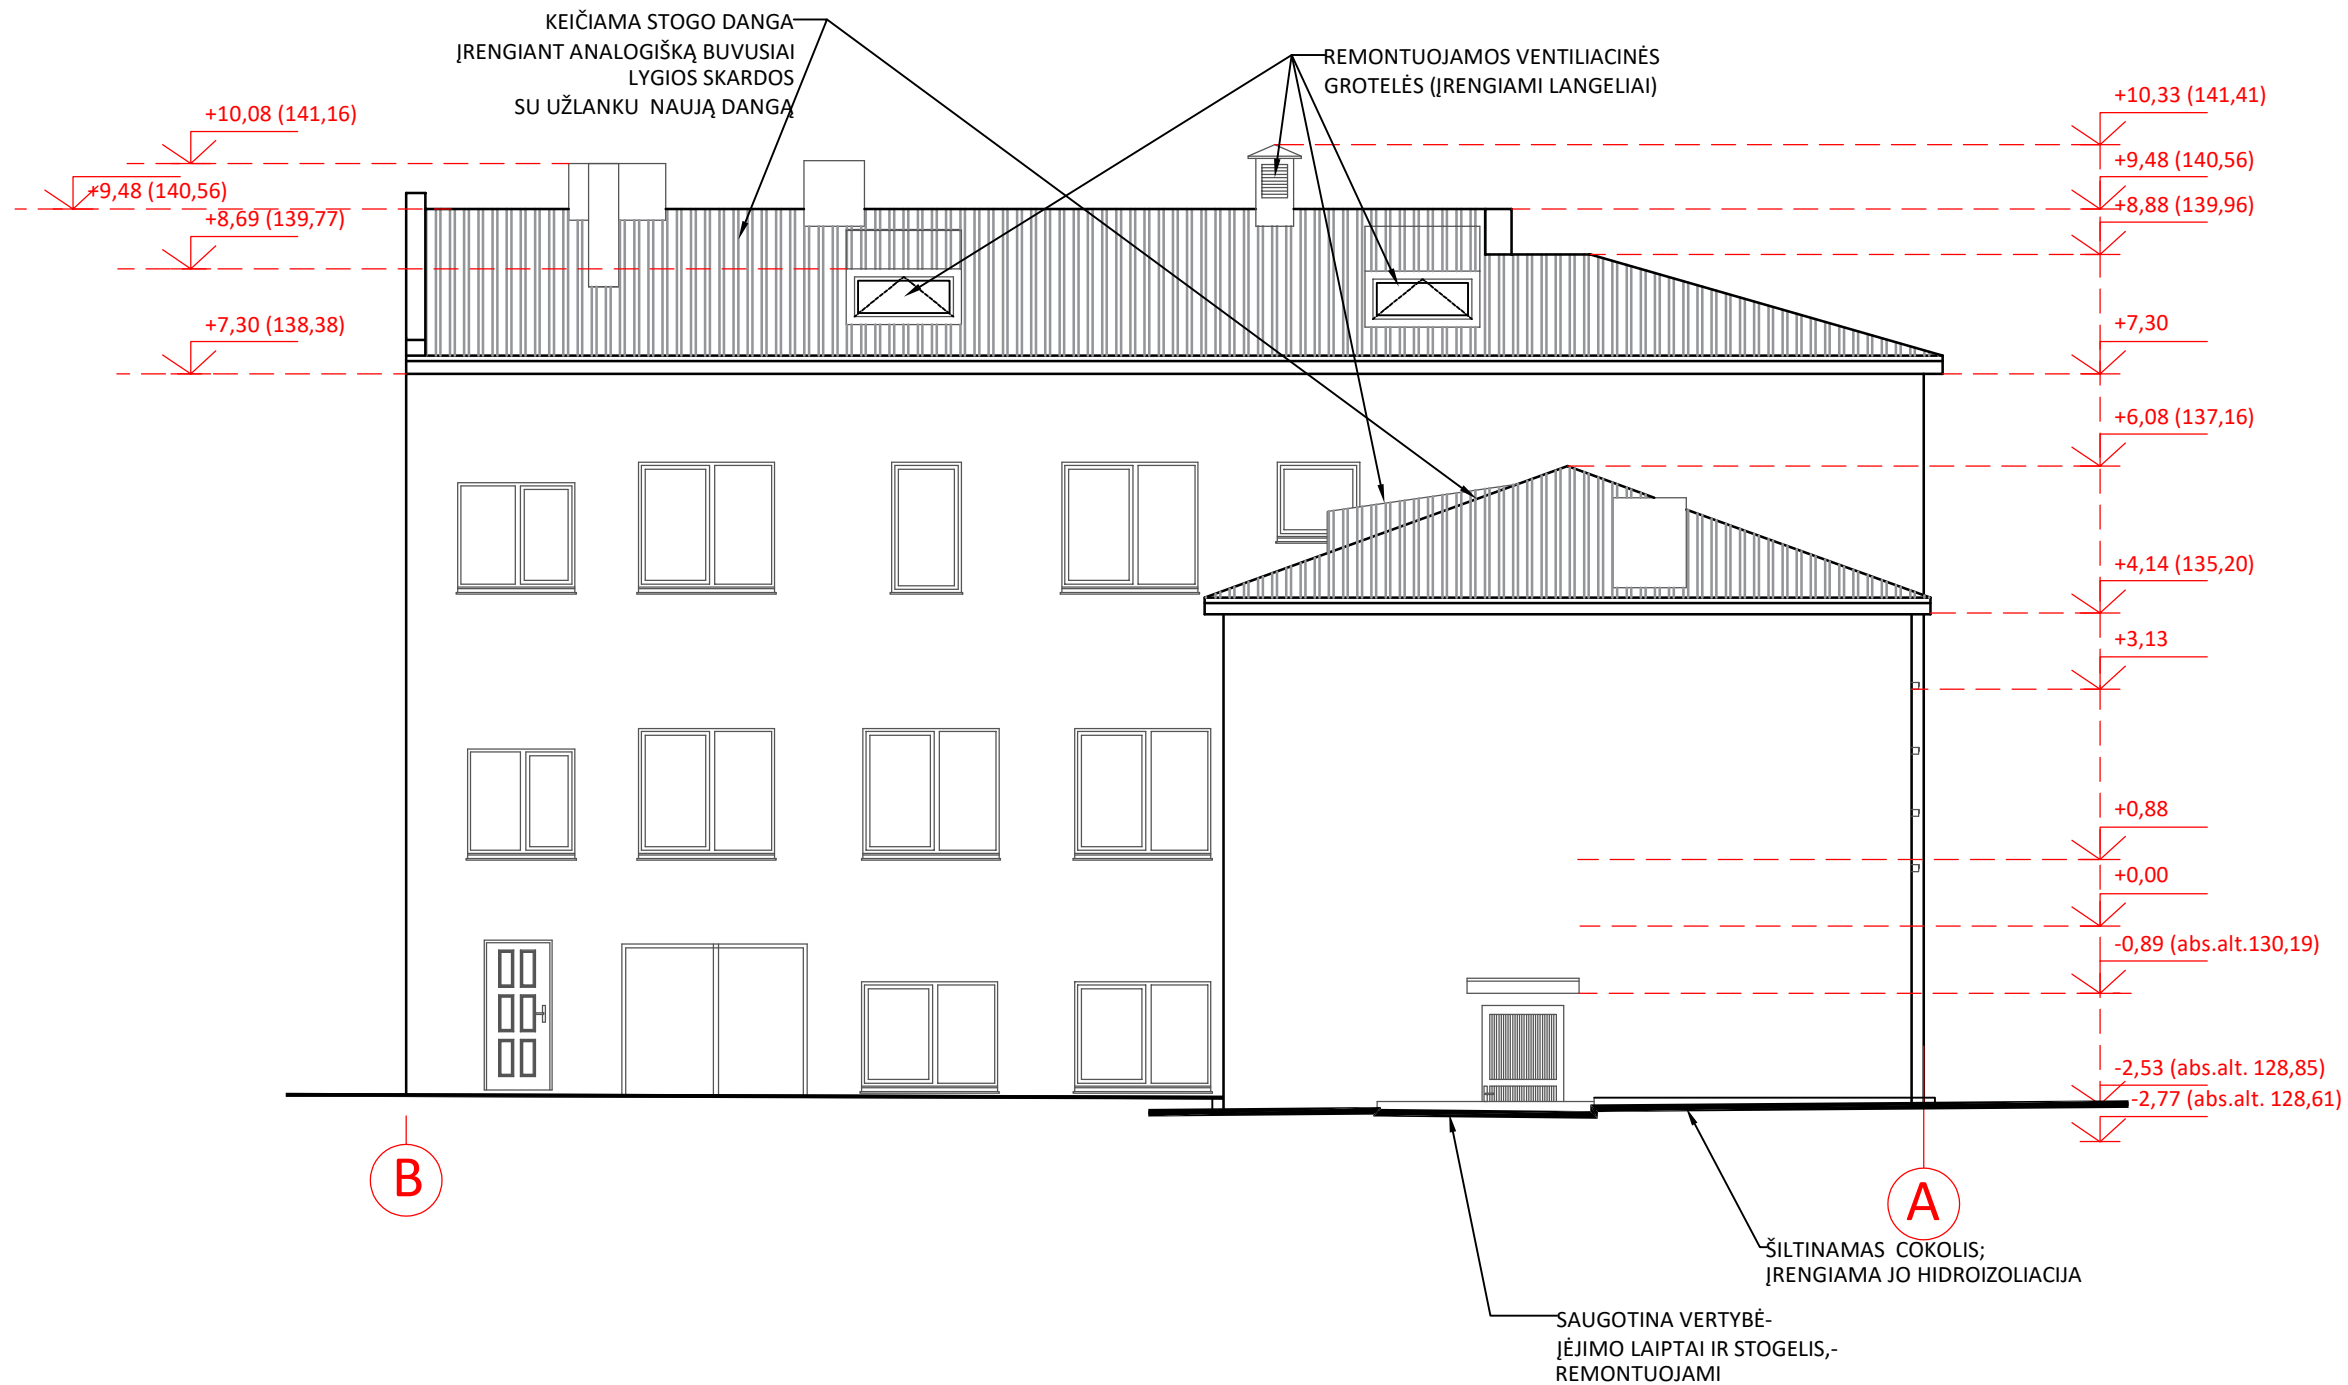 KEIČIAMA STOGO DANGA
ĮRENGIANT ANALOGIŠKĄ BUVUSIAI
LYGIOS SKARDOS
SU UŽLANKU NAUJĄ DANGĄ
REMONTUOJAMOS VENTILIACINĖS
GROTELĖS (ĮRENGIAMI LANGELIAI)
+10,08 (141,16)
+9,48 (140,56)
+8,69 (139,77)
+7,30 (138,38)
+10,33 (141,41)
+9,48 (140,56)
+8,88 (139,96)
+7,30
+6,08 (137,16)
+4,14 (135,20)
+3,13
+0,88
+0,00
-0,89 (abs.alt.130,19)
-2,53 (abs.alt. 128,85)
-2,77 (abs.alt. 128,61)
B
A
ŠILTINAMAS COKOLIS;
ĮRENGIAMA JO HIDROIZOLIACIJA
SAUGOTINA VERTYBĖ-
ĮĖJIMO LAIPTAI IR STOGELIS,-
REMONTUOJAMI